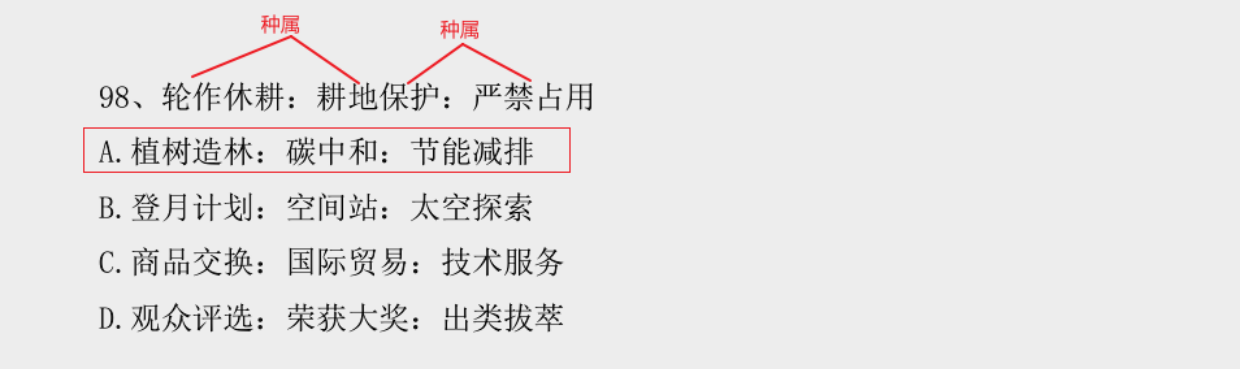 种属 种属
98、轮作休耕：耕地保护：严禁占用
A.植树造林：碳中和：节能减排
B.登月计划：空间站：太空探索
C.商品交换：国际贸易：技术服务
D.观众评选：荣获大奖：出类拔萃